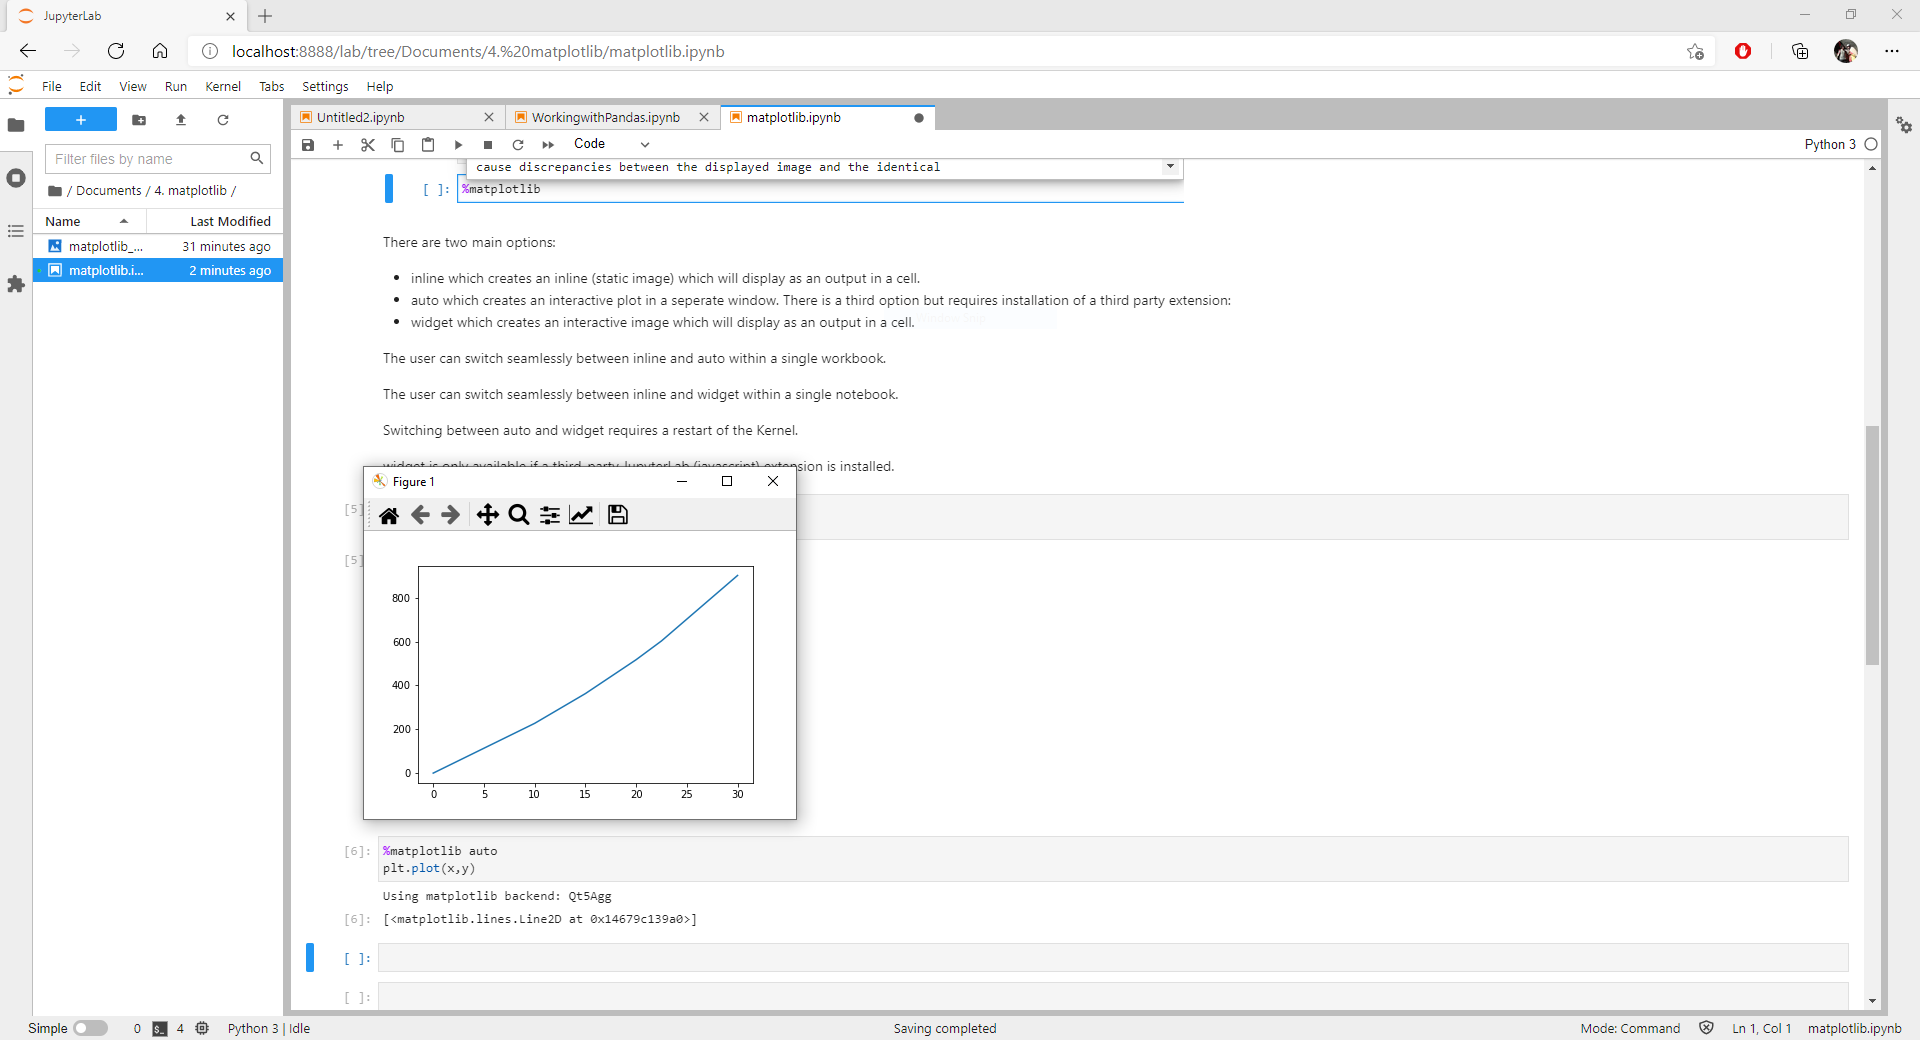 JupyterLab
localhost:8888/lab/tree/Documents/4.%20matplotlib/matplotlib.ipynb
File Edit View Run Kernel Tabs Settings Help
Filter files by name
/ Documents / 4. matplotlib /
Name Last Modified
matplotlib_... 31 minutes ago
matplotlib.i... 2 minutes ago
Untitled2.ipynb WorkingwithPandas.ipynb matplotlib.ipynb
Code Python 3
cause discrepancies between the displayed image and the identical
[ ]: %matplotlib
There are two main options:
• inline which creates an inline (static image) which will display as an output in a cell.
• auto which creates an interactive plot in a seperate window. There is a third option but requires installation of a third party extension:
• widget which creates an interactive image which will display as an output in a cell.
The user can switch seamlessly between inline and auto within a single workbook.
The user can switch seamlessly between inline and widget within a single notebook.
Switching between auto and widget requires a restart of the Kernel.
widget is only available if a third-party JupyterLab (javascript) extension is installed.
[5]
[5]
Figure 1
800
600
400
200
0
0 5 10 15 20 25 30
[6]: %matplotlib auto
plt.plot(x,y)
Using matplotlib backend: Qt5Agg
[6]: [<matplotlib.lines.Line2D at 0x14679c139a0>]
[ ]:
[ ]:
Simple 0 $_ 4 Python 3 | Idle Saving completed Mode: Command Ln 1, Col 1 matplotlib.ipynb